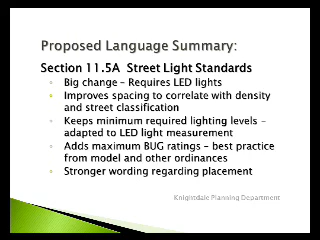 Proposed Language Summary:
Section 11.5A  Street Light Standards
◦ Big change – Requires LED lights
◦ Improves spacing to correlate with density
and street classification
◦ Keeps minimum required lighting levels –
adapted to LED light measurement
◦ Adds maximum BUG ratings – best practice
from model and other ordinances
◦ Stronger wording regarding placement
Knightdale Planning Department